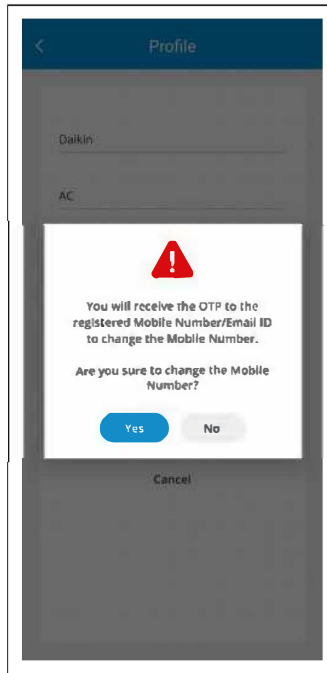 Profile
Daikin
AC
You will receive the OTP to the
registered Mobile Number/Email ID
to change the Mobile Number.
Are you sure to change the Mobile
Number?
Yes
No
Cancel